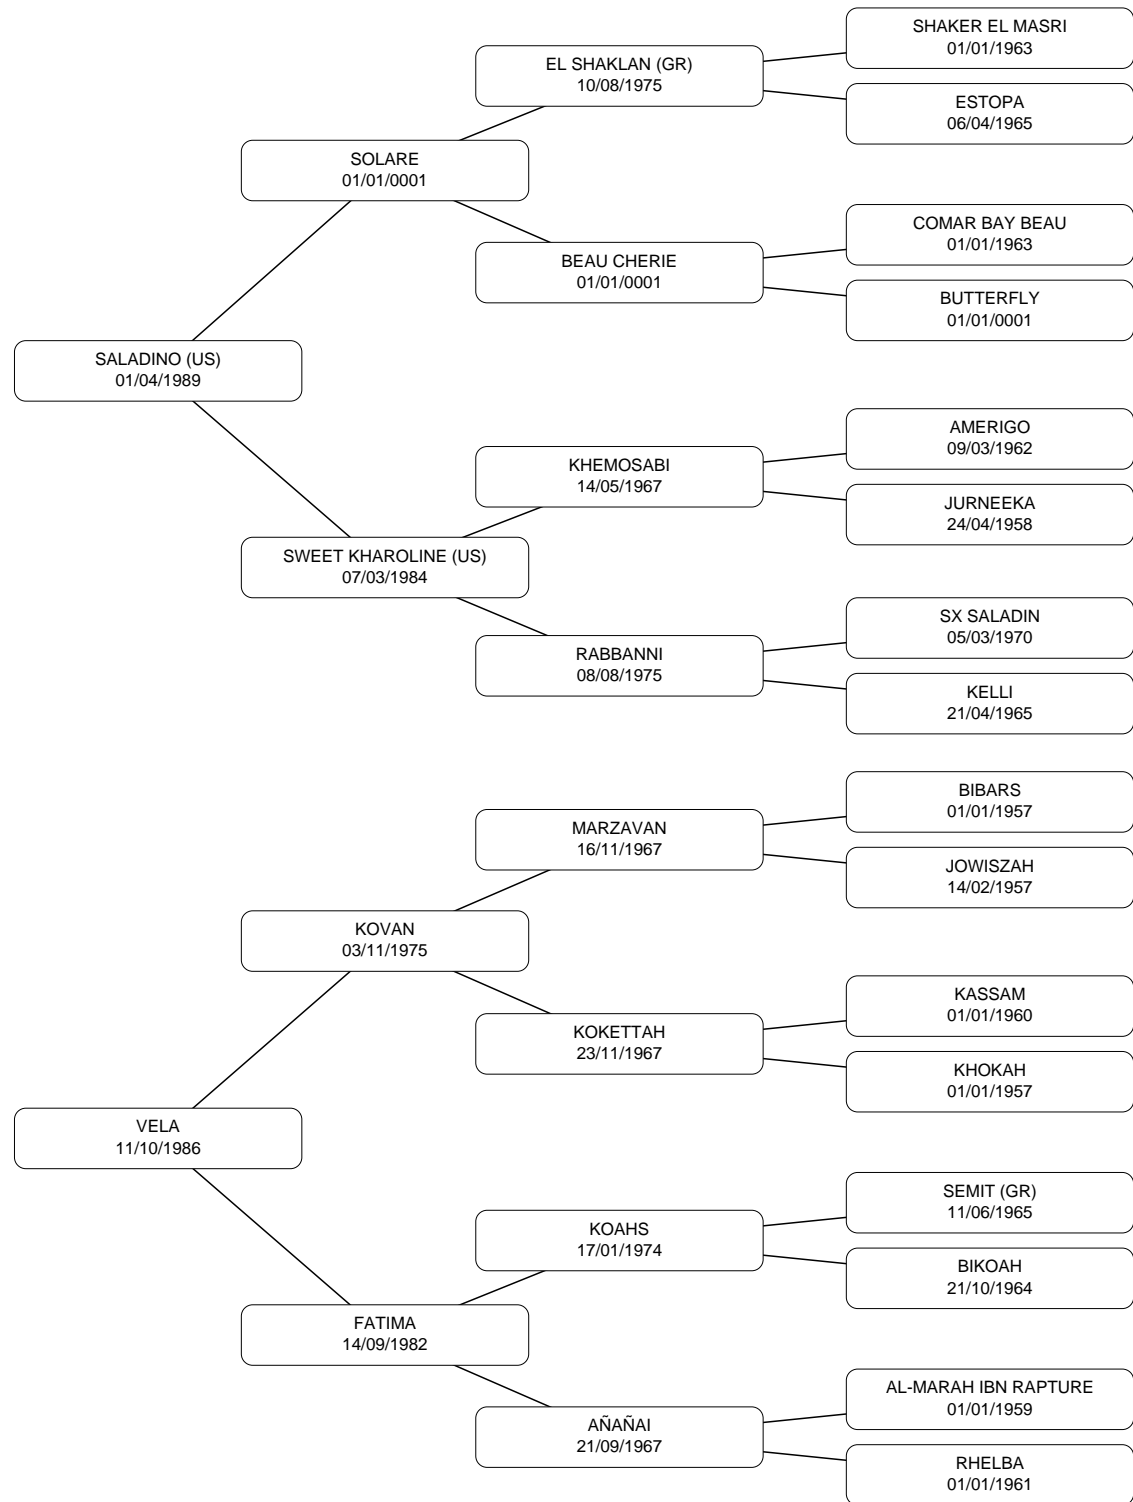 SHAKER EL MASRI
01/01/1963
EL SHAKLAN (GR)
10/08/1975
ESTOPA
06/04/1965
SOLARE
01/01/0001
COMAR BAY BEAU
01/01/1963
BEAU CHERIE
01/01/0001
BUTTERFLY
01/01/0001
SALADINO (US)
01/04/1989
AMERIGO
09/03/1962
KHEMOSABI
14/05/1967
JURNEEKA
24/04/1958
SWEET KHAROLINE (US)
07/03/1984
SX SALADIN
05/03/1970
RABBANNI
08/08/1975
KELLI
21/04/1965
BIBARS
01/01/1957
MARZAVAN
16/11/1967
JOWISZAH
14/02/1957
KOVAN
03/11/1975
KASSAM
01/01/1960
KOKETTAH
23/11/1967
KHOKAH
01/01/1957
VELA
11/10/1986
SEMIT (GR)
11/06/1965
KOAHS
17/01/1974
BIKOAH
21/10/1964
FATIMA
14/09/1982
AL-MARAH IBN RAPTURE
01/01/1959
AÑAÑAI
21/09/1967
RHELBA
01/01/1961